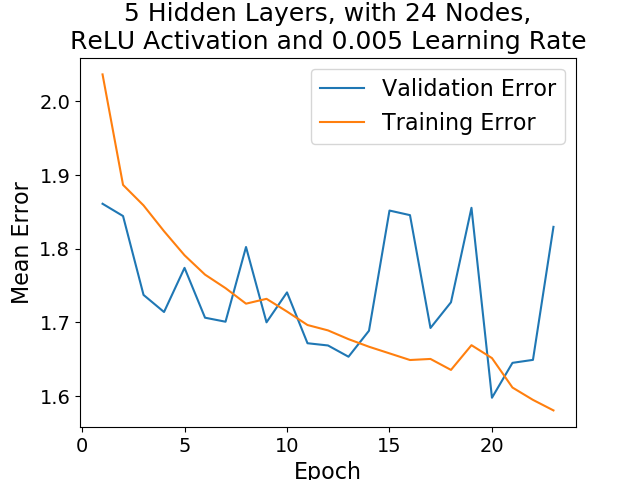 5 Hidden Layers, with 24 Nodes,
ReLU Activation and 0.005 Learning Rate
Validation Error
Training Error
Mean Error
2.0
1.9
1.8
1.7
1.6
0 5 10 15 20
Epoch